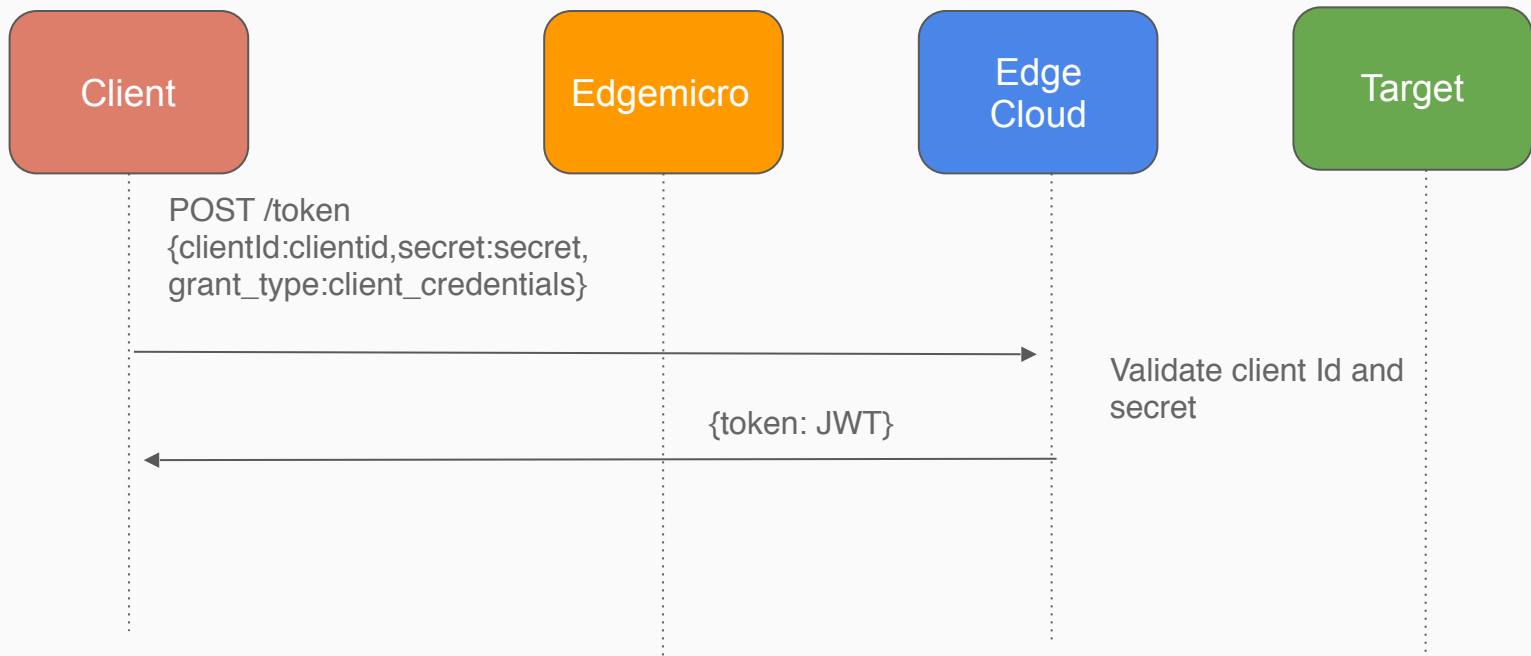 Client
Edgemicro
Edge
Cloud
Target
POST /token
{clientId:clientid,secret:secret,
grant_type:client_credentials}
Validate client Id and
secret
{token: JWT}